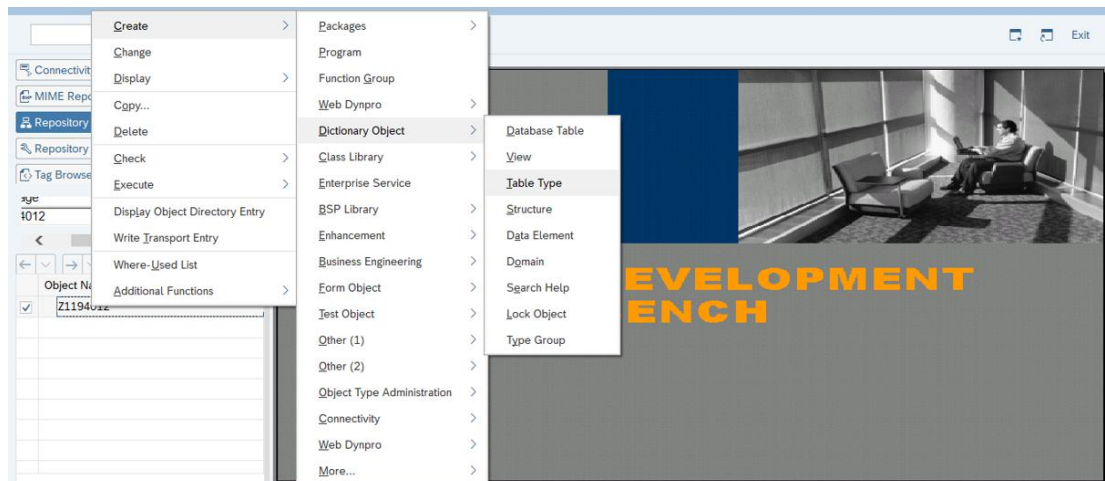 Exit
Connectivit
MIME Repo
Repository
Repository
Tag Browse
4012
Object Na
Z1194012
Create
Change
Display
Copy...
Delete
Check
Execute
Display Object Directory Entry
Write Transport Entry
Where-Used List
Additional Functions
Packages
Program
Function Group
Web Dynpro
Dictionary Object
Class Library
Enterprise Service
BSP Library
Enhancement
Business Engineering
Form Object
Test Object
Other (1)
Other (2)
Object Type Administration
Connectivity
Web Dynpro
More...
Database Table
View
Table Type
Structure
Data Element
Domain
Search Help
Lock Object
Type Group
EVELOPMENT
ENCH